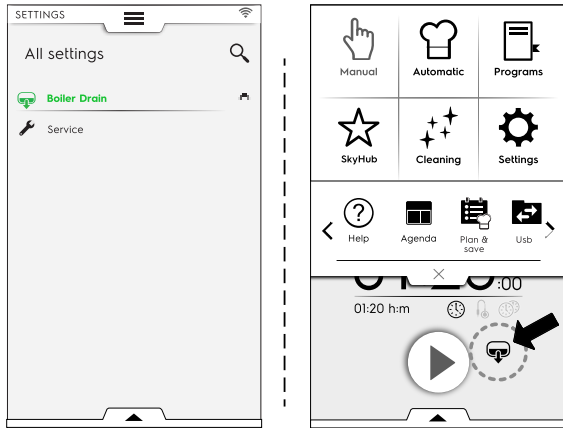 SETTINGS
All settings
Boiler Drain
Service
Manual
Automatic
Programs
SkyHub
Cleaning
Settings
Help
Agenda
Plan &
save
Usb
:00
01:20 h:m